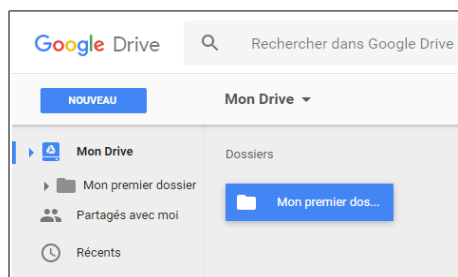 Google Drive
Rechercher dans Google Drive
NOUVEAU
Mon Drive
Mon Drive
Mon premier dossier
Partagés avec moi
Récents
Dossiers
Mon premier dos...